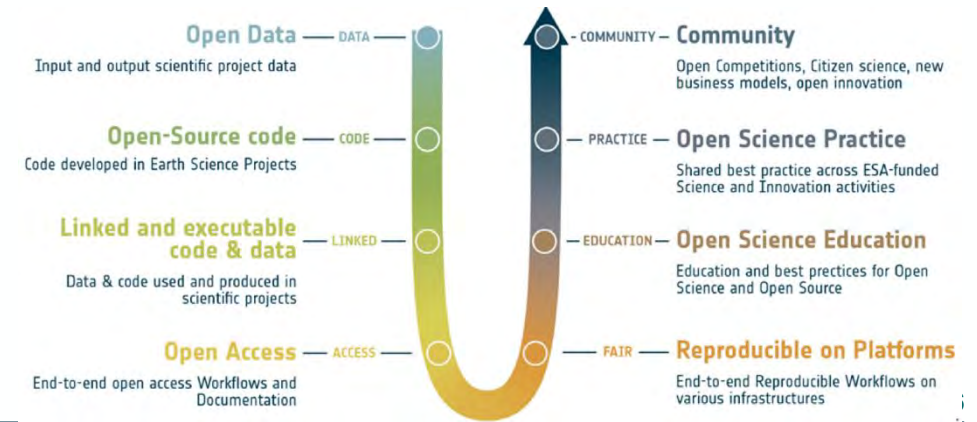 Open Data
DATA
Input and output scientific project data
Open-Source code
CODE
Code developed in Earth Science Projects
Linked and executable
code & data
LINKED
Data & code used and produced in
scientific projects
Open Access
ACCESS
End-to-end open access Workflows and
Documentation
COMMUNITY
Community
Open Competitions, Citizen science, new
business models, open innovation
PRACTICE
Open Science Practice
Shared best practice across ESA-funded
Science and Innovation activities
EDUCATION
Open Science Education
Education and best prectices for Open
Science and Open Source
FAIR
Reproducible on Platforms
End-to-end Reproducible Workflows on
various infrastructures